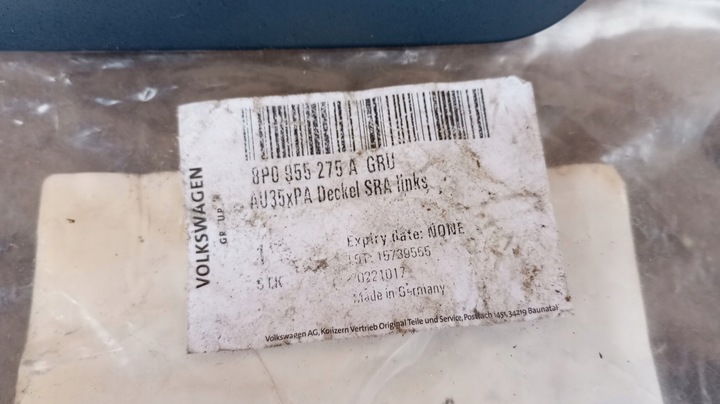 8P0 955 275 A GRU
AU35xPA Deckel SRA links
VOLKSWAGEN
GROUP
Expiry date: NONE
1
STK
Made in Germany
Volkswagen AG, Konzern Vertrieb Original Teile und Service, Postfach 1451, 34219 Baunatal